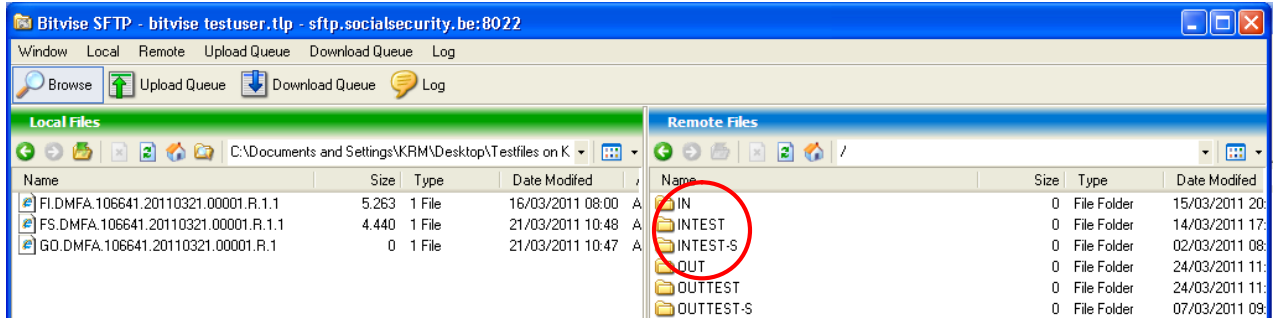 Bitvise SFTP - bitvise testuser.tlp - sftp.socialsecurity.be:8022
Window Local Remote Upload Queue Download Queue Log
Browse Upload Queue Download Queue Log
Local Files
C:\Documents and Settings\KRM\Desktop\Testfiles on K
Name Size Type Date Modifed A
FI.DMFA.106641.20110321.00001.R.1.1 5.263 1 File 16/03/2011 08:00 A
FS.DMFA.106641.20110321.00001.R.1.1 4.440 1 File 21/03/2011 10:48 A
GO.DMFA.106641.20110321.00001.R.1 0 1 File 21/03/2011 10:47 A
Remote Files
/
Name Size Type Date Modifed
IN 0 File Folder 15/03/2011 20:
INTEST 0 File Folder 14/03/2011 17:
INTEST-S 0 File Folder 02/03/2011 08:
OUT 0 File Folder 24/03/2011 11:
OUTTEST 0 File Folder 24/03/2011 11:
OUTTEST-S 0 File Folder 07/03/2011 09: